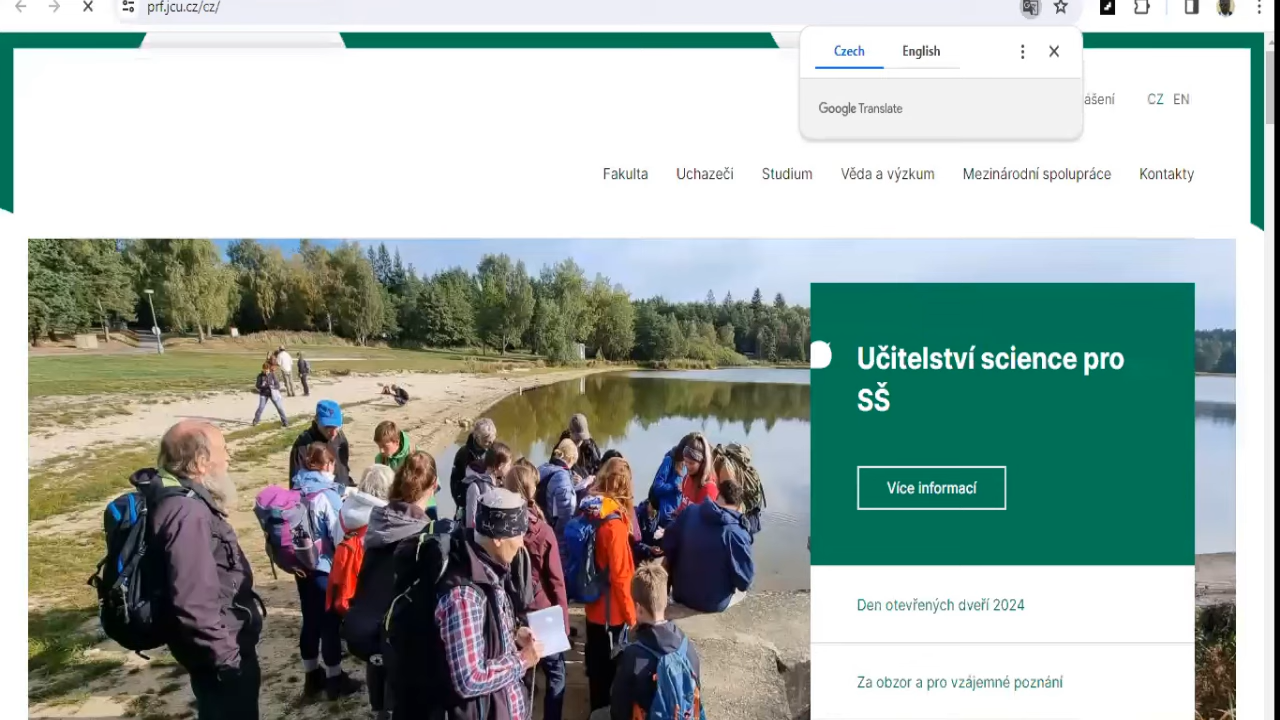 prf.jcu.cz/cz/
Czech English
Google Translate
ášení CZ EN
Fakulta Uchazeči Studium Věda a výzkum Mezinárodní spolupráce Kontakty
Učitelství science pro
SŠ
Více informací
Den otevřených dveří 2024
Za obzor a pro vzájemné poznání